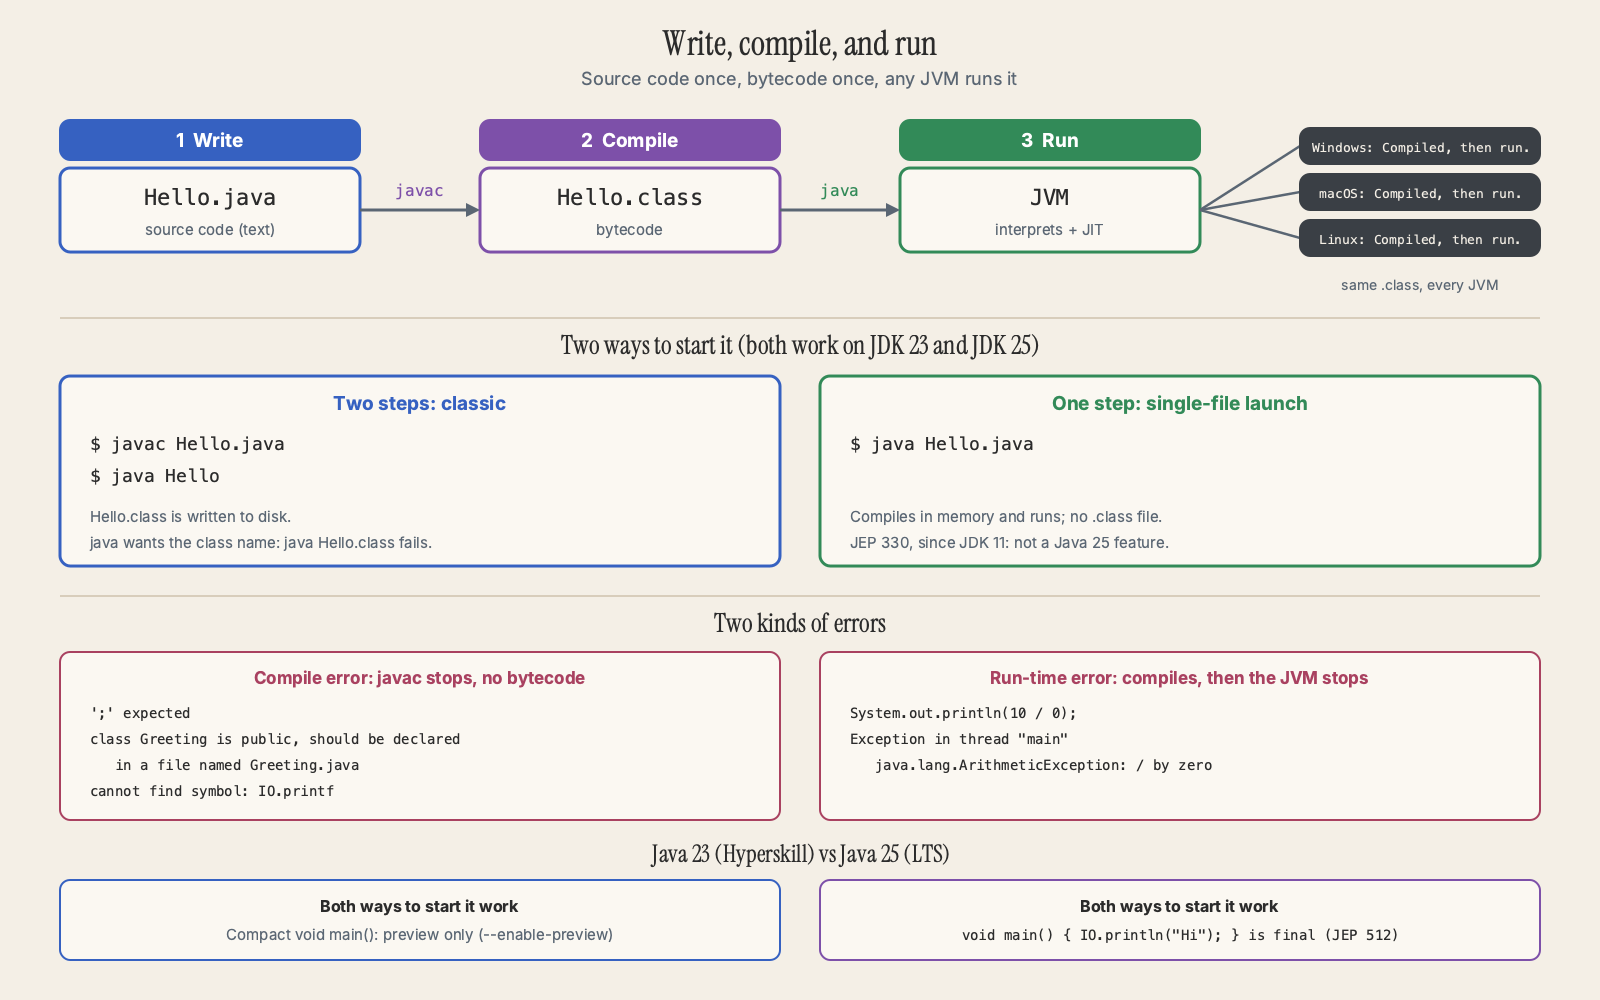 Write, compile, and run
Source code once, bytecode once, any JVM runs it
1 Write
Hello.java
source code (text)
javac
2 Compile
Hello.class
bytecode
java
3 Run
JVM
interprets + JIT
Windows: Compiled, then run.
macOS: Compiled, then run.
Linux: Compiled, then run.
same .class, every JVM
Two ways to start it (both work on JDK 23 and JDK 25)
Two steps: classic
$ javac Hello.java
$ java Hello
Hello.class is written to disk.
java wants the class name: java Hello.class fails.
One step: single-file launch
$ java Hello.java
Compiles in memory and runs; no .class file.
JEP 330, since JDK 11: not a Java 25 feature.
Two kinds of errors
Compile error: javac stops, no bytecode
';' expected
class Greeting is public, should be declared
in a file named Greeting.java
cannot find symbol: IO.printf
Run-time error: compiles, then the JVM stops
System.out.println(10 / 0);
Exception in thread "main"
java.lang.ArithmeticException: / by zero
Java 23 (Hyperskill) vs Java 25 (LTS)
Both ways to start it work
Compact void main(): preview only (--enable-preview)
Both ways to start it work
void main() { IO.println("Hi"); } is final (JEP 512)